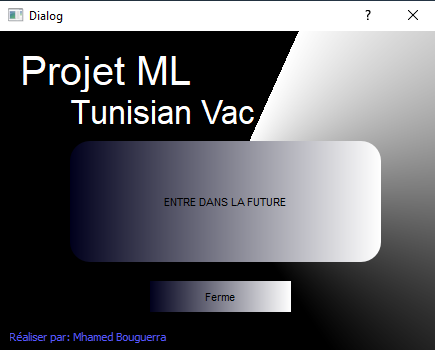 Dialog
Projet ML
Tunisian Vac
ENTRE DANS LA FUTURE
Ferme
Réaliser par: Mhamed Bouguerra